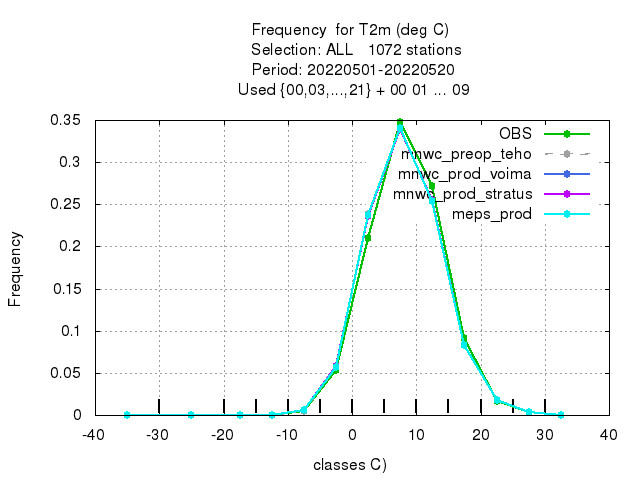 Frequency  for T2m (deg C)
Selection: ALL   1072 stations
Period: 20220501-20220520
Used {00,03,...,21} + 00 01 ... 09
0.35
0.3
0.25
0.2
0.15
0.1
0.05
0
Frequency
OBS
mnwc_preop_teho
mnwc_prod_voima
mnwc_prod_stratus
meps_prod
-40 -30 -20 -10 0 10 20 30 40
classes C)